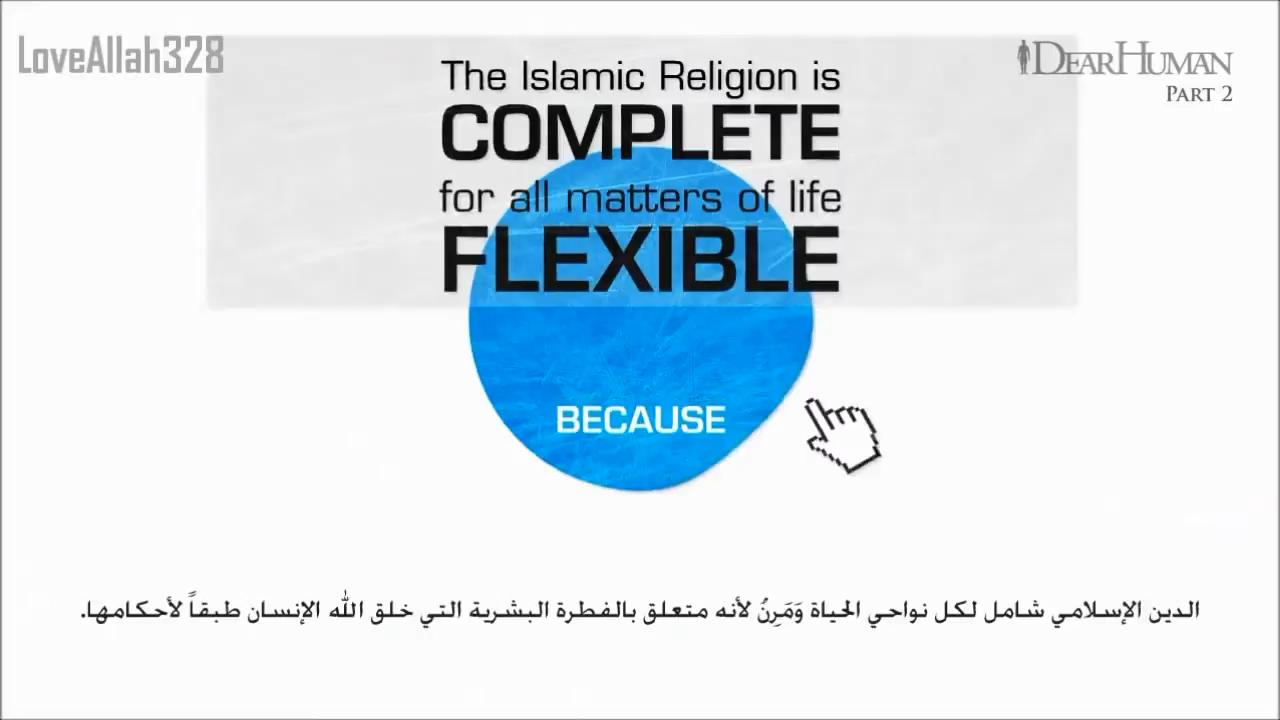 LoveAllah328
DEARHUMAN
PART 2
The Islamic Religion is
COMPLETE
for all matters of life
FLEXIBLE
BECAUSE
الدين الإسلامي شامل لكل نواحي الحياة وَمَرِنُ لأنه متعلق بالفطرة البشرية التي خلق الله الإنسان طبقاً لأحكامها.